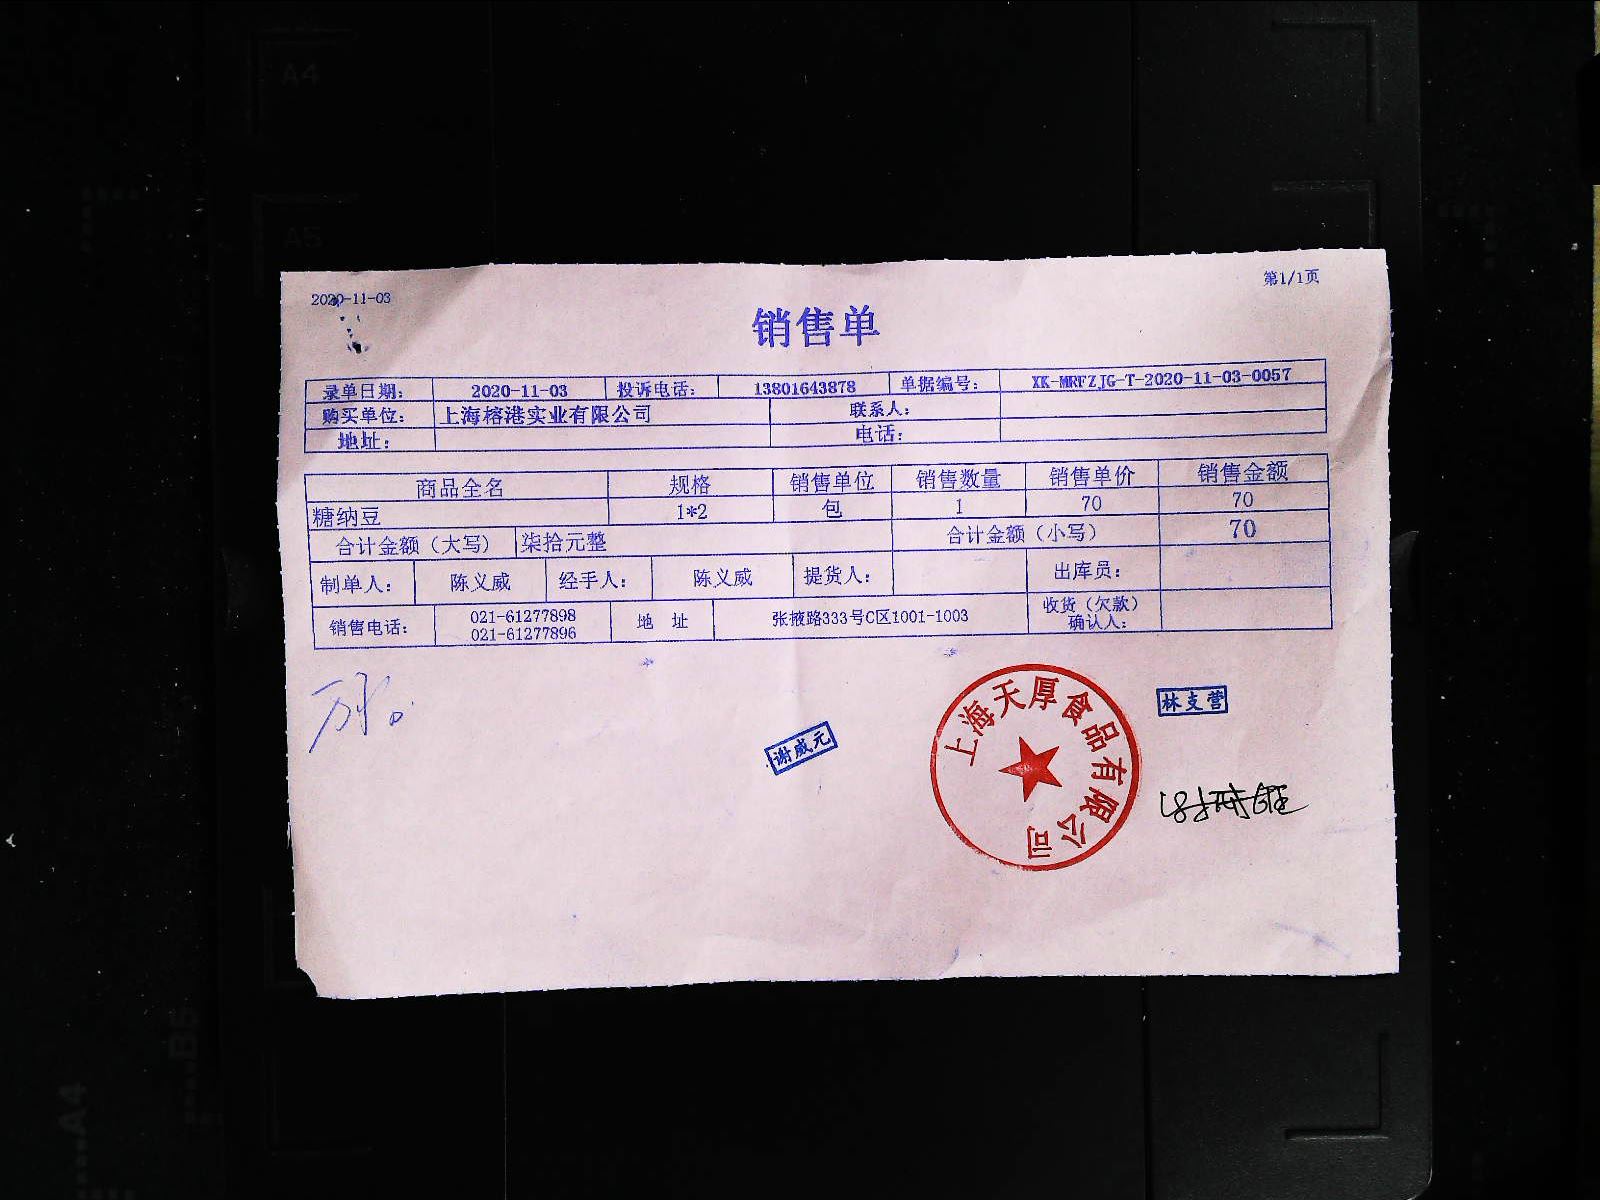 A4
A5
2020-11-03
第1/1页
销售单
录单日期: 2020-11-03 投诉电话: 13801643878 单据编号: XK-MRFZJG-T-2020-11-03-0057
购买单位: 上海榕港实业有限公司 联系人:
地址: 电话:
商品全名 规格 销售单位 销售数量 销售单价 销售金额
糖纳豆 1*2 包 1 70 70
合计金额（大写） 柒拾元整 合计金额（小写） 70
制单人: 陈义威 经手人: 陈义威 提货人: 出库员:
销售电话: 021-61277898 地 址 张掖路333号C区1001-1003 收货（欠款）
021-61277896 确认人:
林支营
上海天厚食品有限公司
谢威元
B5
A4